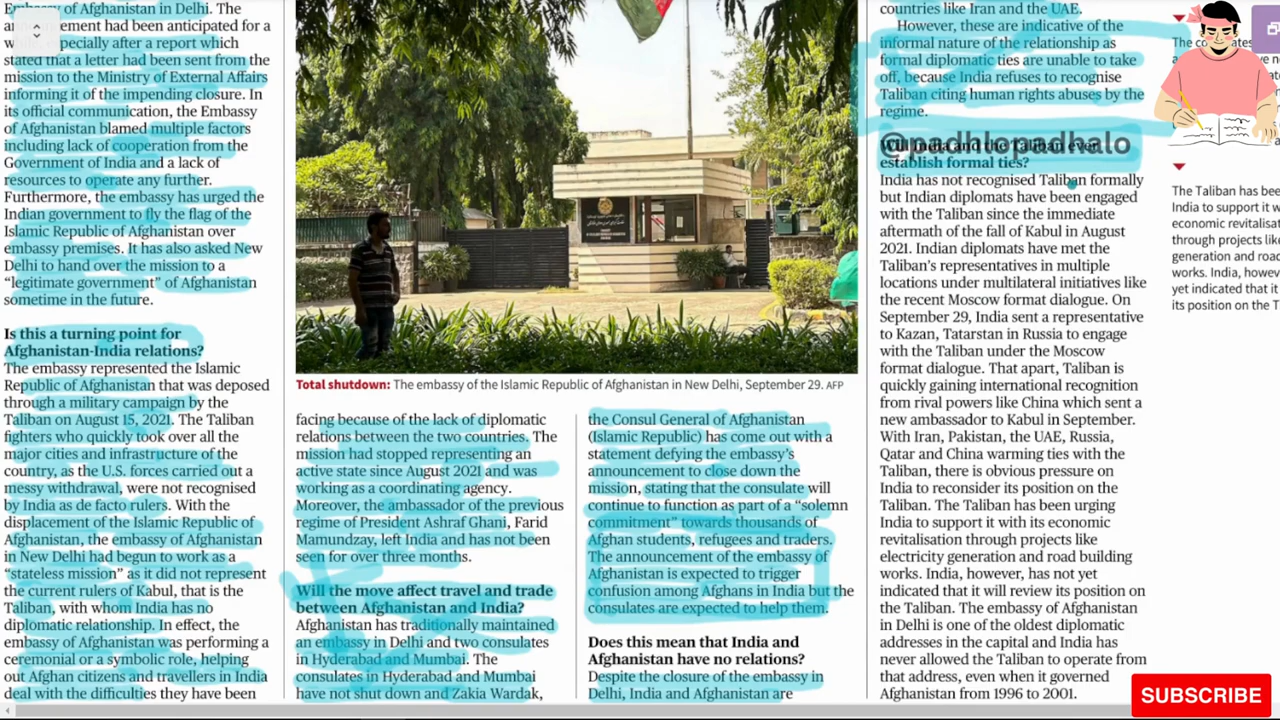 Embassy of Afghanistan in Delhi. The
announcement had been anticipated for a
especially after a report which
stated that a letter had been sent from the
mission to the Ministry of External Affairs
informing it of the impending closure. In
its official communication, the Embassy
of Afghanistan blamed multiple factors
including lack of cooperation from the
Government of India and a lack of
resources to operate any further.
Furthermore, the embassy has urged the
Indian government to fly the flag of the
Islamic Republic of Afghanistan over
embassy premises. It has also asked New
Delhi to hand over the mission to a
“legitimate government” of Afghanistan
sometime in the future.
Is this a turning point for
Afghanistan-India relations?
The embassy represented the Islamic
Republic of Afghanistan that was deposed
through a military campaign by the
Taliban on August 15, 2021. The Taliban
fighters who quickly took over all the
major cities and infrastructure of the
country, as the U.S. forces carried out a
messy withdrawal, were not recognised
by India as de facto rulers. With the
displacement of the Islamic Republic of
Afghanistan, the embassy of Afghanistan
in New Delhi had begun to work as a
“stateless mission” as it did not represent
the current rulers of Kabul, that is the
Taliban, with whom India has no
diplomatic relationship. In effect, the
embassy of Afghanistan was performing a
ceremonial or a symbolic role, helping
out Afghan citizens and travellers in India
deal with the difficulties they have been
Total shutdown: The embassy of the Islamic Republic of Afghanistan in New Delhi, September 29. AFP
facing because of the lack of diplomatic
relations between the two countries. The
mission had stopped representing an
active state since August 2021 and was
working as a coordinating agency.
Moreover, the ambassador of the previous
regime of President Ashraf Ghani, Farid
Mamundzay, left India and has not been
seen for over three months.
Will the move affect travel and trade
between Afghanistan and India?
Afghanistan has traditionally maintained
an embassy in Delhi and two consulates
in Hyderabad and Mumbai. The
consulates in Hyderabad and Mumbai
have not shut down and Zakia Wardak,
the Consul General of Afghanistan
(Islamic Republic) has come out with a
statement defying the embassy’s
announcement to close down the
mission, stating that the consulate will
continue to function as part of a “solemn
commitment” towards thousands of
Afghan students, refugees and traders.
The announcement of the embassy of
Afghanistan is expected to trigger
confusion among Afghans in India but the
consulates are expected to help them.
Does this mean that India and
Afghanistan have no relations?
Despite the closure of the embassy in
Delhi, India and Afghanistan are
countries like Iran and the UAE.
However, these are indicative of the
informal nature of the relationship as
formal diplomatic ties are unable to take
off, because India refuses to recognise
Taliban citing human rights abuses by the
regime.
@padhlopadhalo
Will India and the Taliban ever
establish formal ties?
India has not recognised Taliban formally
but Indian diplomats have been engaged
with the Taliban since the immediate
aftermath of the fall of Kabul in August
2021. Indian diplomats have met the
Taliban’s representatives in multiple
locations under multilateral initiatives like
the recent Moscow format dialogue. On
September 29, India sent a representative
to Kazan, Tatarstan in Russia to engage
with the Taliban under the Moscow
format dialogue. That apart, Taliban is
quickly gaining international recognition
from rival powers like China which sent a
new ambassador to Kabul in September.
With Iran, Pakistan, the UAE, Russia,
Qatar and China warming ties with the
Taliban, there is obvious pressure on
India to reconsider its position on the
Taliban. The Taliban has been urging
India to support it with its economic
revitalisation through projects like
electricity generation and road building
works. India, however, has not yet
indicated that it will review its position on
the Taliban. The embassy of Afghanistan
in Delhi is one of the oldest diplomatic
addresses in the capital and India has
never allowed the Taliban to operate from
that address, even when it governed
Afghanistan from 1996 to 2001.
The Taliban has bee
India to support it w
economic revitalisat
through projects like
generation and road
works. India, howev
yet indicated that it
its position on the T
SUBSCRIBE